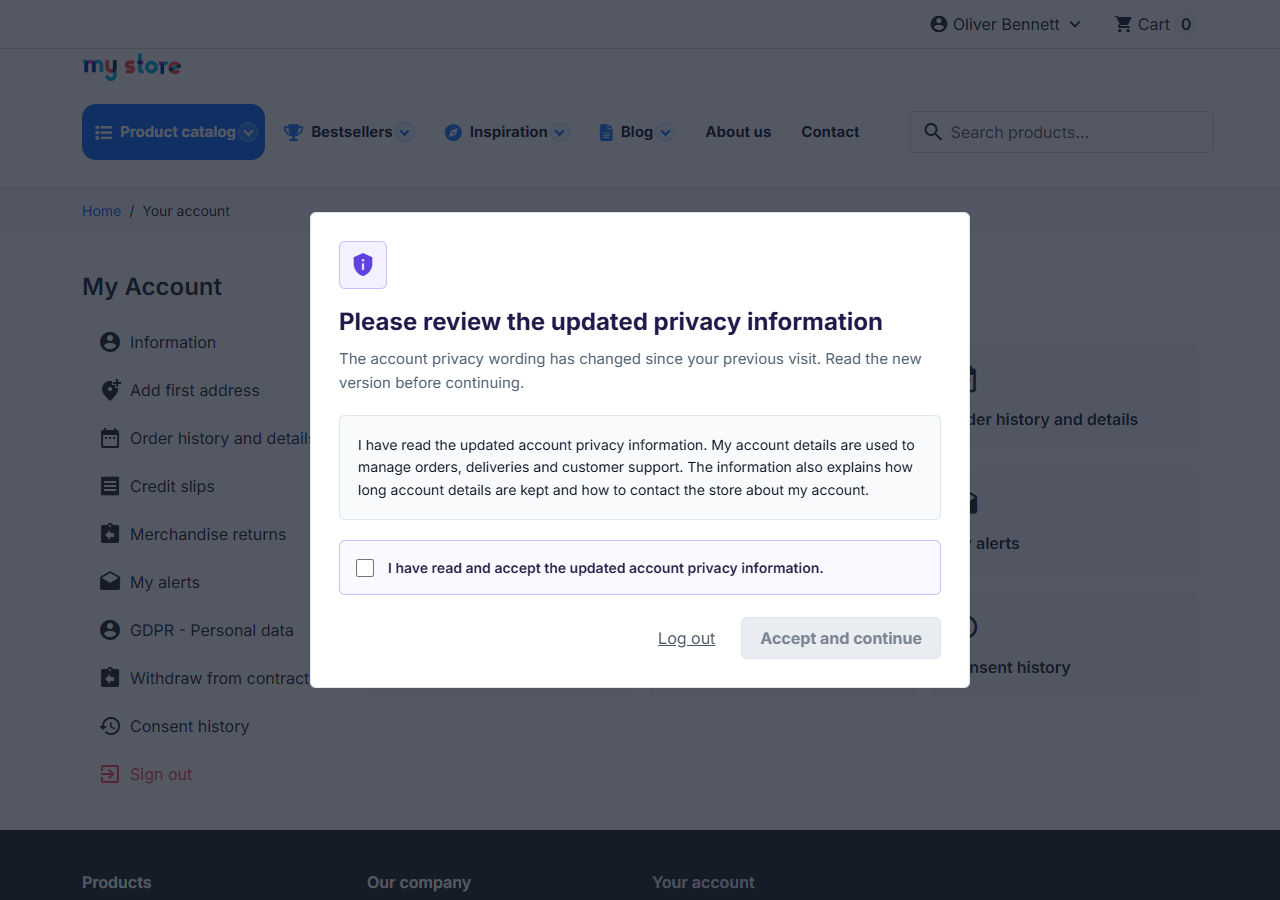 Oliver Bennett
Cart 0
my store
Product catalog
Bestsellers
Inspiration
Blog
About us
Contact
Search products...
Home / Your account
My Account
Information
Add first address
Order history and details
Credit slips
Merchandise returns
My alerts
GDPR - Personal data
Withdraw from contract
Consent history
Sign out
Please review the updated privacy information
The account privacy wording has changed since your previous visit. Read the new
version before continuing.
I have read the updated account privacy information. My account details are used to
manage orders, deliveries and customer support. The information also explains how
long account details are kept and how to contact the store about my account.
I have read and accept the updated account privacy information.
Log out
Accept and continue
der history and details
alerts
nsent history
Products
Our company
Your account